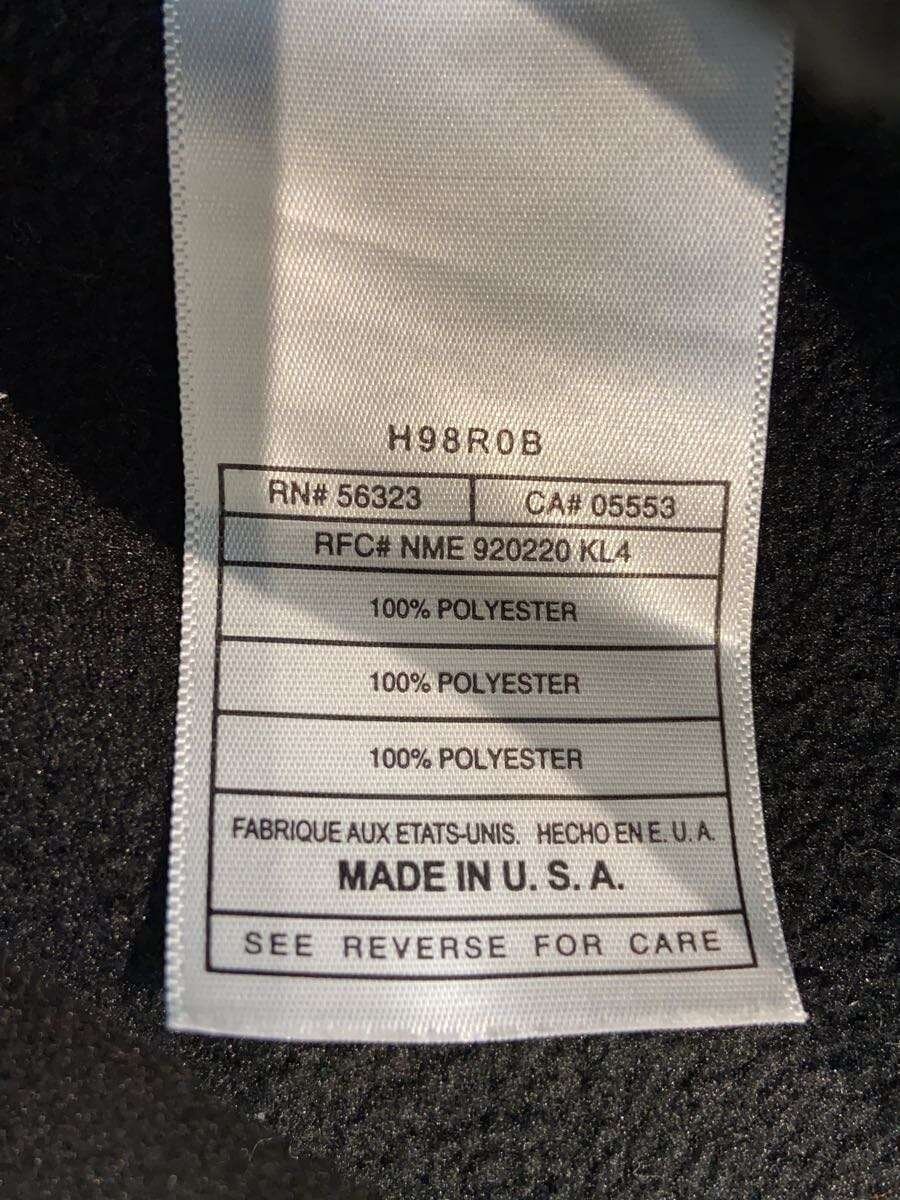 H98R0B
RN# 56323 CA# 05553
RFC# NME 920220 KL4
100% POLYESTER
100% POLYESTER
100% POLYESTER
FABRIQUE AUX ETATS-UNIS. HECHO EN E. U. A.
MADE IN U. S. A.
SEE REVERSE FOR CARE